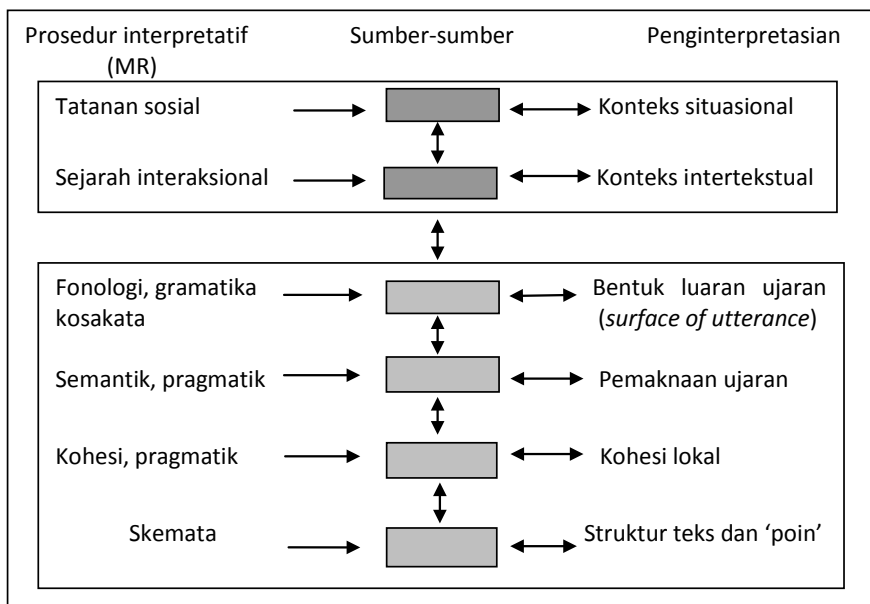 Prosedur interpretatif Sumber-sumber Penginterpretasian
(MR)
Tatanan sosial Konteks situasional
Sejarah interaksional Konteks intertekstual
Fonologi, gramatika Bentuk luaran ujaran
kosakata (surface of utterance)
Semantik, pragmatik Pemaknaan ujaran
Kohesi, pragmatik Kohesi lokal
Skemata Struktur teks dan ‘poin’